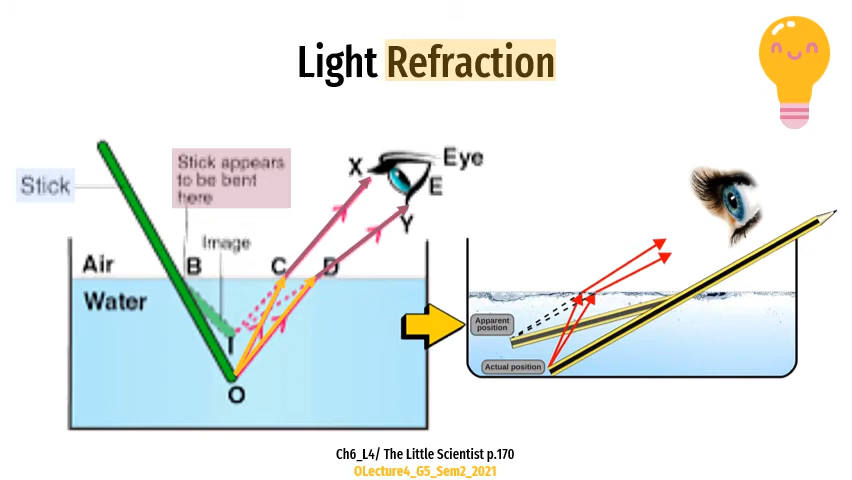 Light Refraction
Stick
Stick appears
to be bent
here
X
Eye
E
Y
Image
Air
B
C
D
Water
I
O
Apparent
position
Actual position
Ch6_L4/ The Little Scientist p.170
OLecture4_G5_Sem2_2021